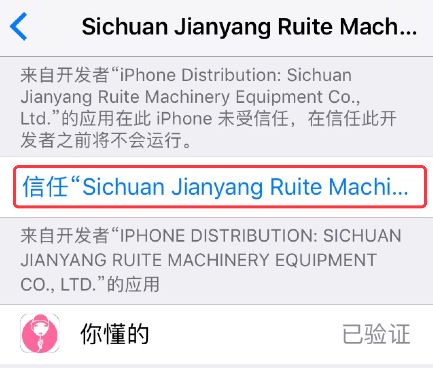 Sichuan Jianyang Ruite Mach...
来自开发者“iPhone Distribution: Sichuan
Jianyang Ruite Machinery Equipment Co.,
Ltd.”的应用在此 iPhone 未受信任，在信任此开
发者之前将不会运行。
信任“Sichuan Jianyang Ruite Machi...
来自开发者“IPHONE DISTRIBUTION: SICHUAN
JIANYANG RUITE MACHINERY EQUIPMENT
CO., LTD.”的应用
你懂的 已验证